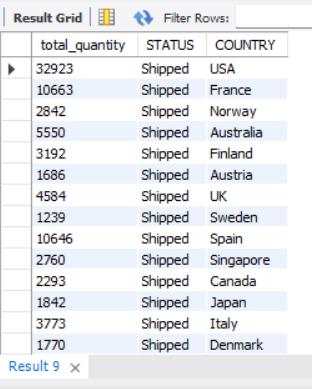 Result Grid Filter Rows:
total_quantity STATUS COUNTRY
32923 Shipped USA
10663 Shipped France
2842 Shipped Norway
5550 Shipped Australia
3192 Shipped Finland
1686 Shipped Austria
4584 Shipped UK
1239 Shipped Sweden
10646 Shipped Spain
2760 Shipped Singapore
2293 Shipped Canada
1842 Shipped Japan
3773 Shipped Italy
1770 Shipped Denmark
Result 9 ×